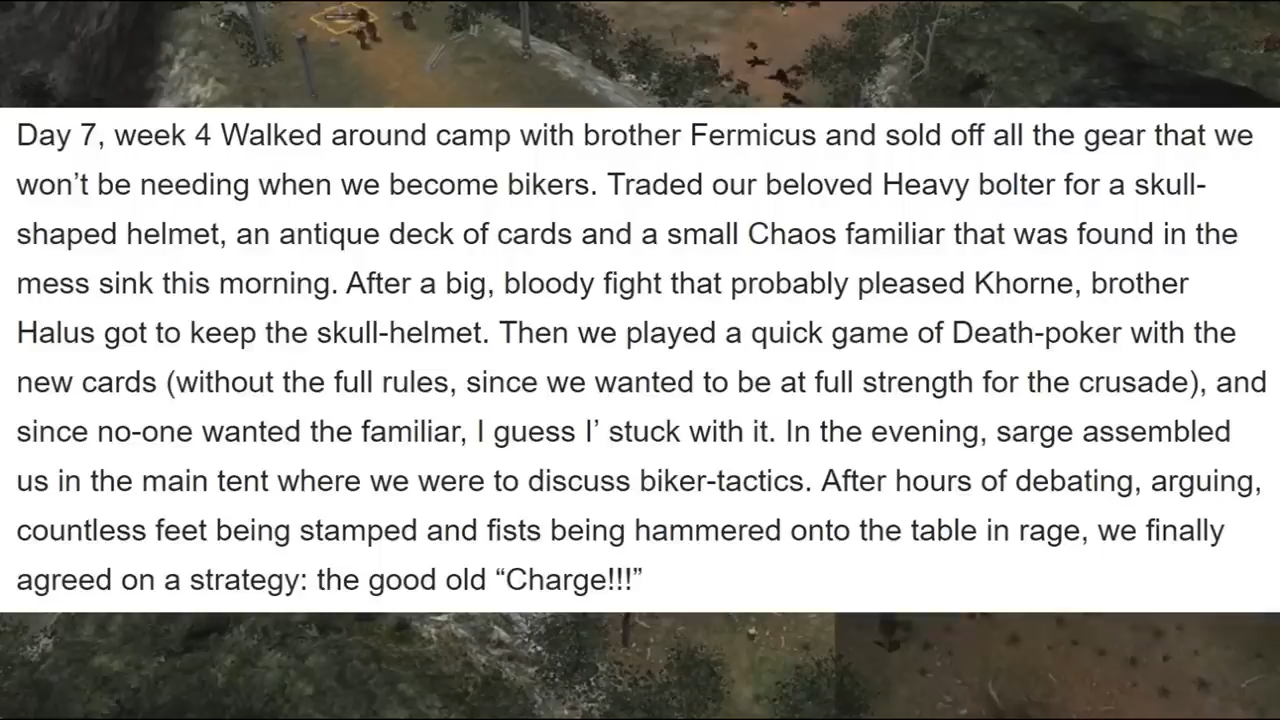 Day 7, week 4 Walked around camp with brother Fermicus and sold off all the gear that we
won’t be needing when we become bikers. Traded our beloved Heavy bolter for a skull-
shaped helmet, an antique deck of cards and a small Chaos familiar that was found in the
mess sink this morning. After a big, bloody fight that probably pleased Khorne, brother
Halus got to keep the skull-helmet. Then we played a quick game of Death-poker with the
new cards (without the full rules, since we wanted to be at full strength for the crusade), and
since no-one wanted the familiar, I guess I’ stuck with it. In the evening, sarge assembled
us in the main tent where we were to discuss biker-tactics. After hours of debating, arguing,
countless feet being stamped and fists being hammered onto the table in rage, we finally
agreed on a strategy: the good old “Charge!!!”